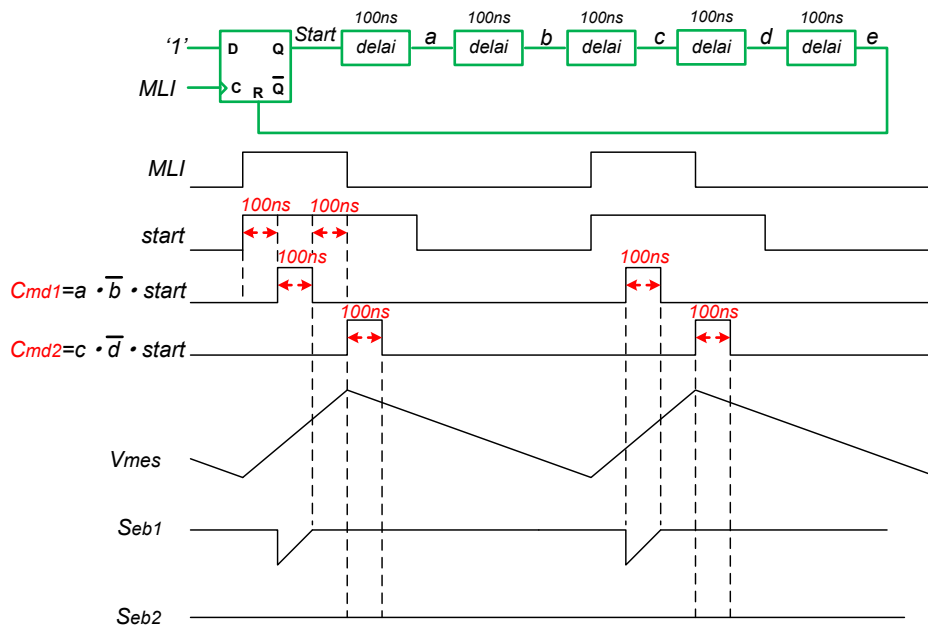 100ns 100ns 100ns 100ns 100ns
‘1’ D Q Start delai a delai b delai c delai d delai e
MLI C R Q̅
MLI
100ns 100ns
start
100ns 100ns
Cmd1=a · b̅ · start
100ns 100ns
Cmd2=c · d̅ · start
Vmes
Seb1
Seb2